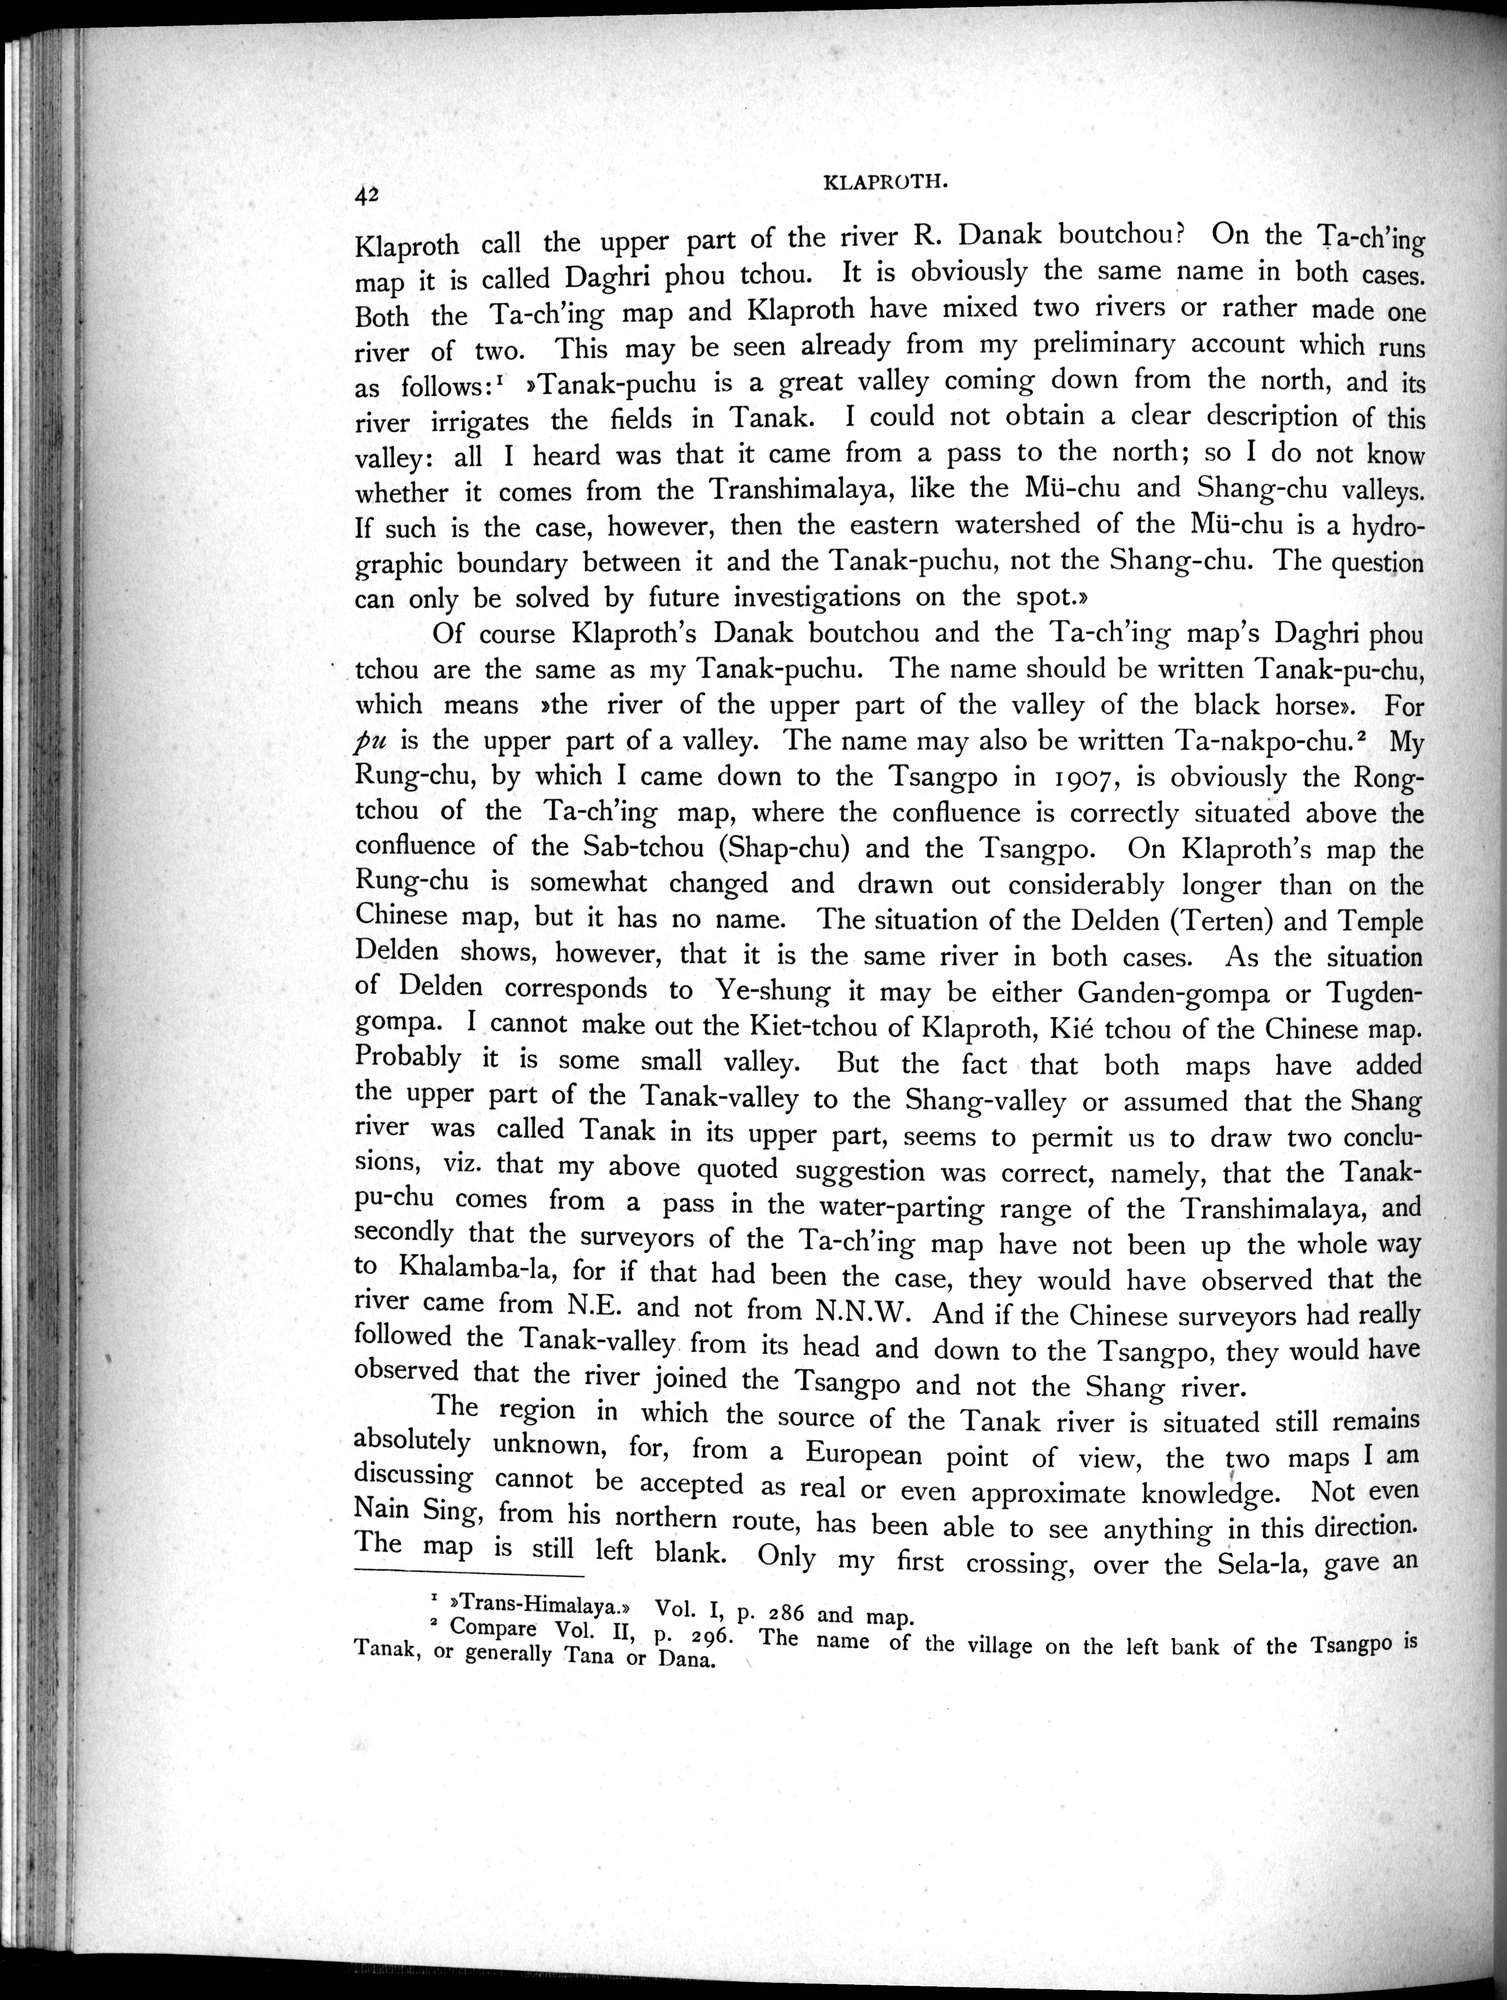 42
KLAPROTH.
Klaproth call the upper part of the river R. Danak boutchou? On the Ta-ch'ing
map it is called Daghri phou tchou. It is obviously the same name in both cases.
Both the Ta-ch'ing map and Klaproth have mixed two rivers or rather made one
river of two. This may be seen already from my preliminary account which runs
as follows:¹ »Tanak-puchu is a great valley coming down from the north, and its
river irrigates the fields in Tanak. I could not obtain a clear description of this
valley: all I heard was that it came from a pass to the north; so I do not know
whether it comes from the Transhimalaya, like the Mü-chu and Shang-chu valleys.
If such is the case, however, then the eastern watershed of the Mü-chu is a hydro-
graphic boundary between it and the Tanak-puchu, not the Shang-chu. The question
can only be solved by future investigations on the spot.»
Of course Klaproth's Danak boutchou and the Ta-ch'ing map's Daghri phou
tchou are the same as my Tanak-puchu. The name should be written Tanak-pu-chu,
which means »the river of the upper part of the valley of the black horse». For
pu is the upper part of a valley. The name may also be written Ta-nakpo-chu.² My
Rung-chu, by which I came down to the Tsangpo in 1907, is obviously the Rong-
tchou of the Ta-ch'ing map, where the confluence is correctly situated above the
confluence of the Sab-tchou (Shap-chu) and the Tsangpo. On Klaproth's map the
Rung-chu is somewhat changed and drawn out considerably longer than on the
Chinese map, but it has no name. The situation of the Delden (Terten) and Temple
Delden shows, however, that it is the same river in both cases. As the situation
of Delden corresponds to Ye-shung it may be either Ganden-gompa or Tugden-
gompa. I cannot make out the Kiet-tchou of Klaproth, Kié tchou of the Chinese map.
Probably it is some small valley. But the fact that both maps have added
the upper part of the Tanak-valley to the Shang-valley or assumed that the Shang
river was called Tanak in its upper part, seems to permit us to draw two conclu-
sions, viz. that my above quoted suggestion was correct, namely, that the Tanak-
pu-chu comes from a pass in the water-parting range of the Transhimalaya, and
secondly that the surveyors of the Ta-ch'ing map have not been up the whole way
to Khalamba-la, for if that had been the case, they would have observed that the
river came from N.E. and not from N.N.W. And if the Chinese surveyors had really
followed the Tanak-valley from its head and down to the Tsangpo, they would have
observed that the river joined the Tsangpo and not the Shang river.
The region in which the source of the Tanak river is situated still remains
absolutely unknown, for, from a European point of view, the two maps I am
discussing cannot be accepted as real or even approximate knowledge. Not even
Nain Sing, from his northern route, has been able to see anything in this direction.
The map is still left blank. Only my first crossing, over the Sela-la, gave an
¹ »Trans-Himalaya.» Vol. I, p. 286 and map.
² Compare Vol. II, p. 296. The name of the village on the left bank of the Tsangpo is
Tanak, or generally Tana or Dana.